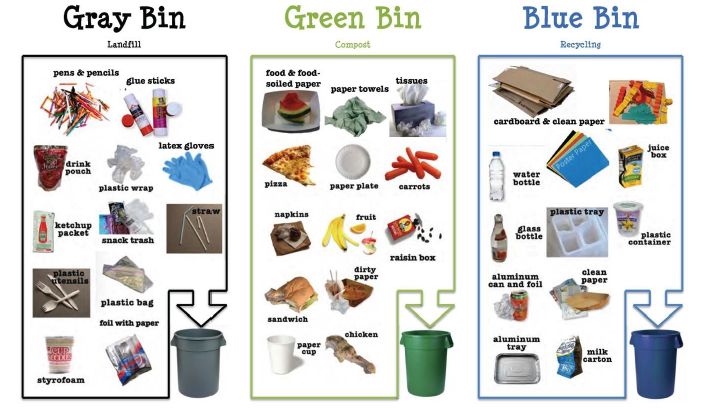 Gray Bin
Landfill
pens & pencils
glue sticks
drink
pouch
plastic wrap
latex gloves
ketchup
packet
snack trash
straw
plastic
utensils
plastic bag
foil with paper
styrofoam
Green Bin
Compost
food & food-
soiled paper
paper towels
tissues
pizza
paper plate
carrots
napkins
fruit
raisin box
sandwich
dirty
paper
paper
cup
chicken
Blue Bin
Recycling
cardboard & clean paper
water
bottle
Poster Paper
juice
box
glass
bottle
plastic tray
plastic
container
aluminum
can and foil
clean
paper
aluminum
tray
milk
carton